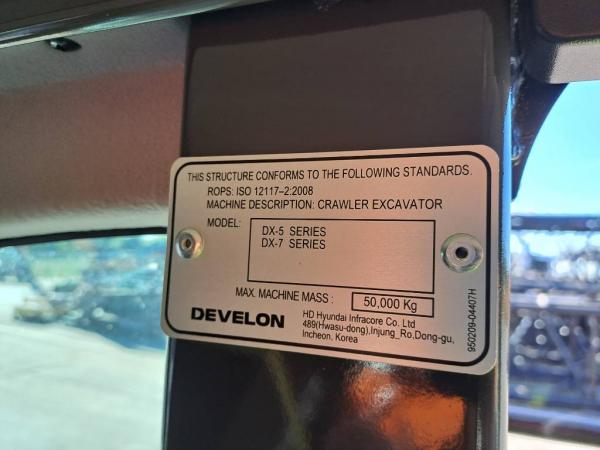 THIS STRUCTURE CONFORMS TO THE FOLLOWING STANDARDS.
ROPS: ISO 12117-2:2008
MACHINE DESCRIPTION: CRAWLER EXCAVATOR
MODEL:
DX-5 SERIES
DX-7 SERIES
MAX. MACHINE MASS : 50,000 Kg
DEVELON
HD Hyundai Infracore Co. Ltd
489(Hwasu-dong),Injung_Ro,Dong-gu,
Incheon, Korea
950209-04407H